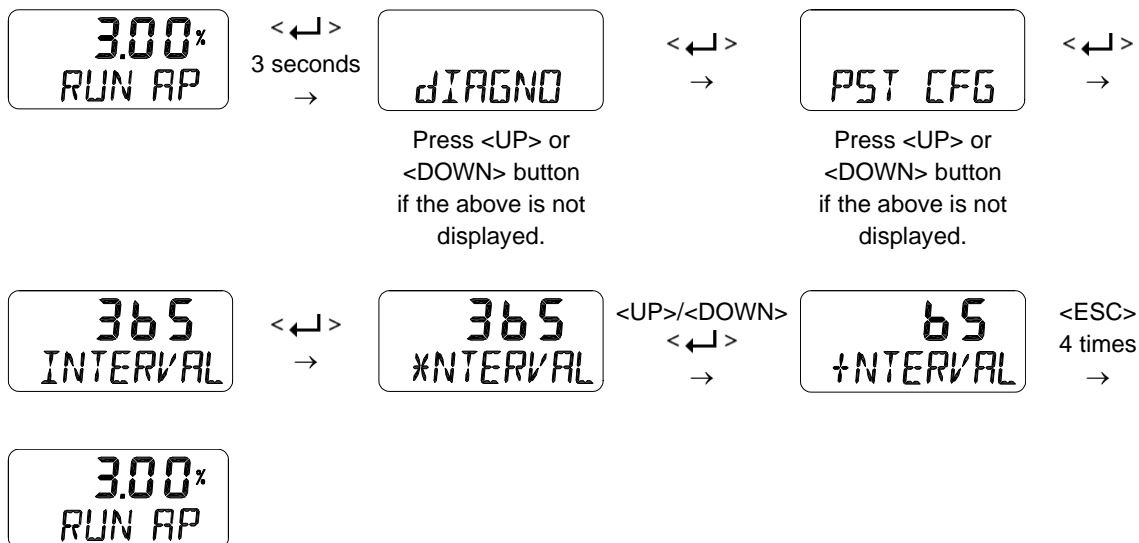 3.00%
RUN AP
<↵>
3 seconds
→
dIAGNO
Press <UP> or
<DOWN> button
if the above is not
displayed.
<↵>
→
PST CFG
Press <UP> or
<DOWN> button
if the above is not
displayed.
<↵>
→
365
INTERVAL
<↵>
→
365
*NTERVAL
<UP>/<DOWN>
<↵>
→
65
+NTERVAL
<ESC>
4 times
→
3.00%
RUN AP